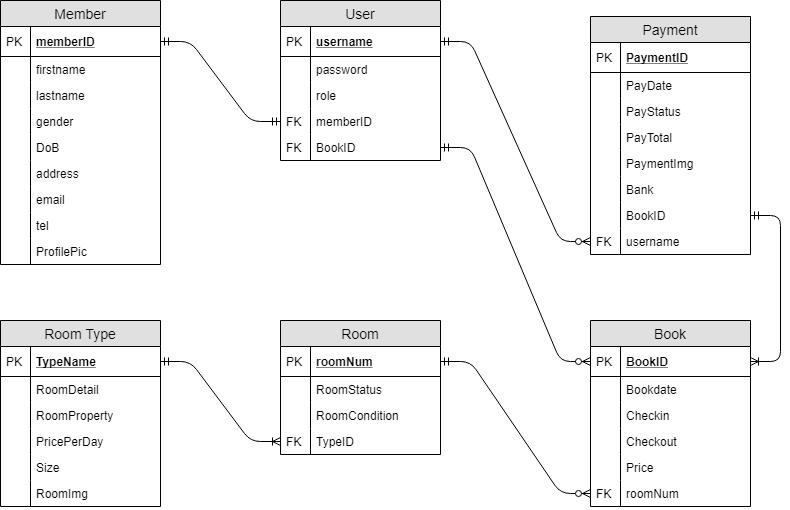 Member
PK memberID
firstname
lastname
gender
DoB
address
email
tel
ProfilePic
User
PK username
password
role
FK memberID
FK BookID
Payment
PK PaymentID
PayDate
PayStatus
PayTotal
PaymentImg
Bank
BookID
FK username
Room Type
PK TypeName
RoomDetail
RoomProperty
PricePerDay
Size
RoomImg
Room
PK roomNum
RoomStatus
RoomCondition
FK TypeID
Book
PK BookID
Bookdate
Checkin
Checkout
Price
FK roomNum